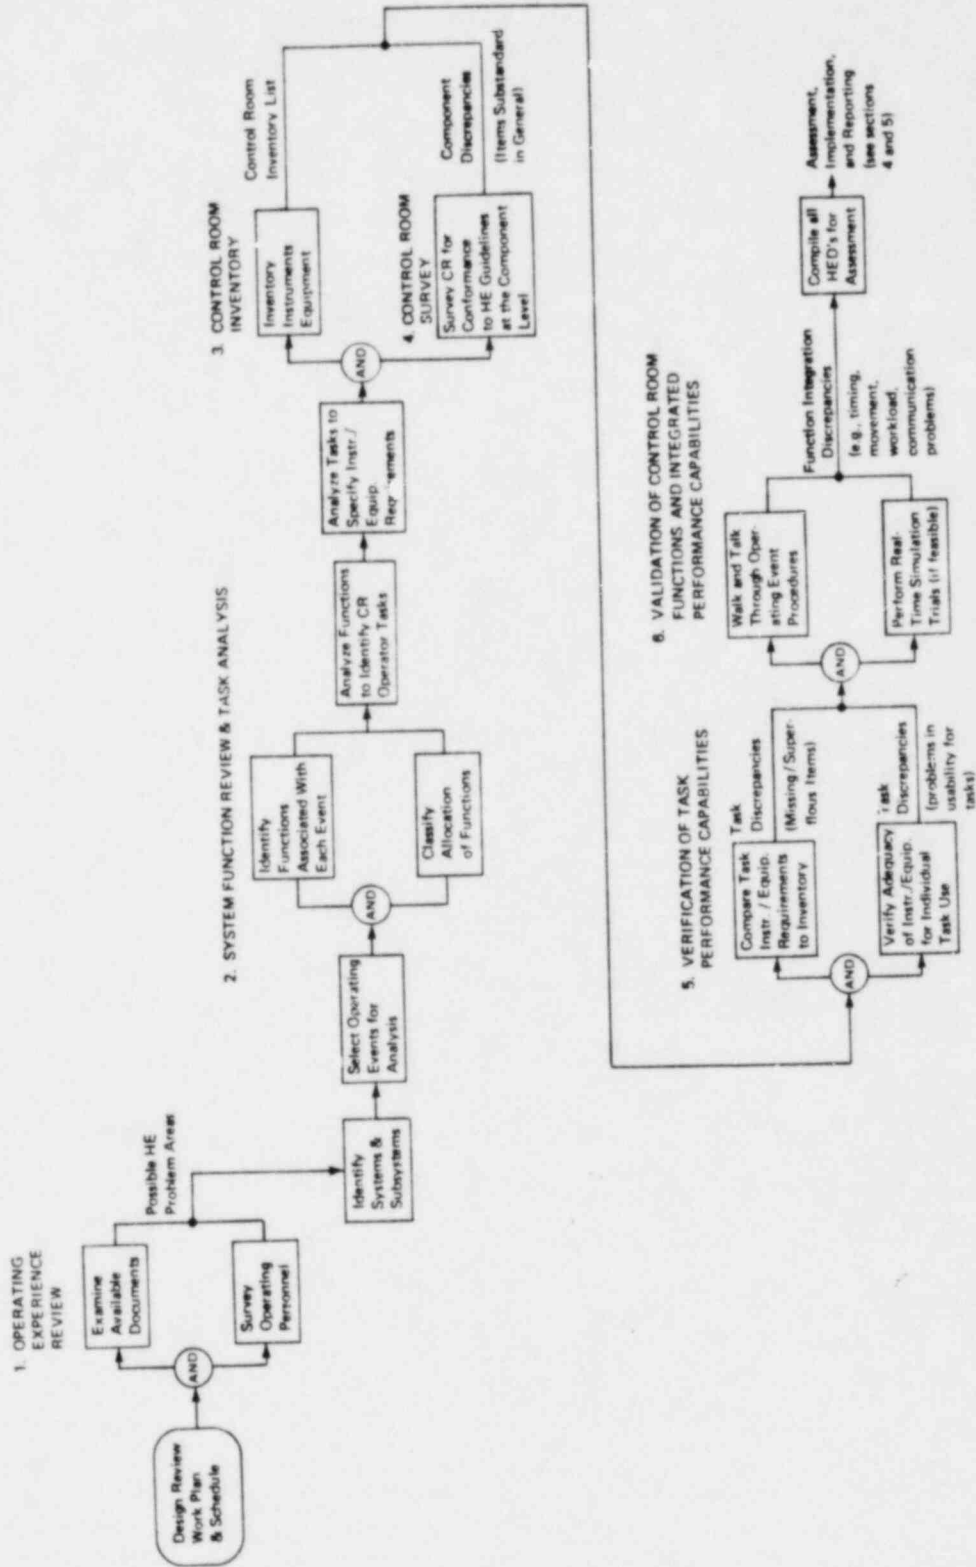 1. OPERATING
EXPERIENCE
REVIEW
Design Review
Work Plan
& Schedule
AND
Examine
Available
Documents
Survey
Operating
Personnel
Possible HE
Problem Areas
2. SYSTEM FUNCTION REVIEW & TASK ANALYSIS
Identify
Systems &
Subsystems
Select Operating
Events for
Analysis
AND
Identify
Functions
Associated With
Each Event
Classify
Allocation
of Functions
Analyze Functions
to Identify CR
Operator Tasks
Analyze Tasks to
Specify Instr./
Equip.
Requirements
AND
3. CONTROL ROOM
INVENTORY
Inventory
Instruments
Equipment
Control Room
Inventory List
4. CONTROL ROOM
SURVEY
Survey CR for
Conformance
to HE Guidelines
at the Component
Level
Component
Discrepancies
(Items Substandard
in General)
5. VERIFICATION OF TASK
PERFORMANCE CAPABILITIES
AND
Compare Task
Instr. / Equip.
Requirements
to Inventory
Task
Discrepancies
(Missing / Super-
flous Items)
Verify Adequacy
of Instr./Equip.
for Individual
Task Use
Task
Discrepancies
(problems in
usability for
tasks)
6. VALIDATION OF CONTROL ROOM
FUNCTIONS AND INTEGRATED
PERFORMANCE CAPABILITIES
AND
Walk and Talk
Through Oper-
ating Event
Procedures
Perform Real-
Time Simulation
Trials (if feasible)
Function Integration
Discrepancies
(e.g., timing,
movement,
workload,
communication
problems)
Compile all
HED's for
Assessment
Assessment,
Implementation,
and Reporting
(see sections
4 and 5)